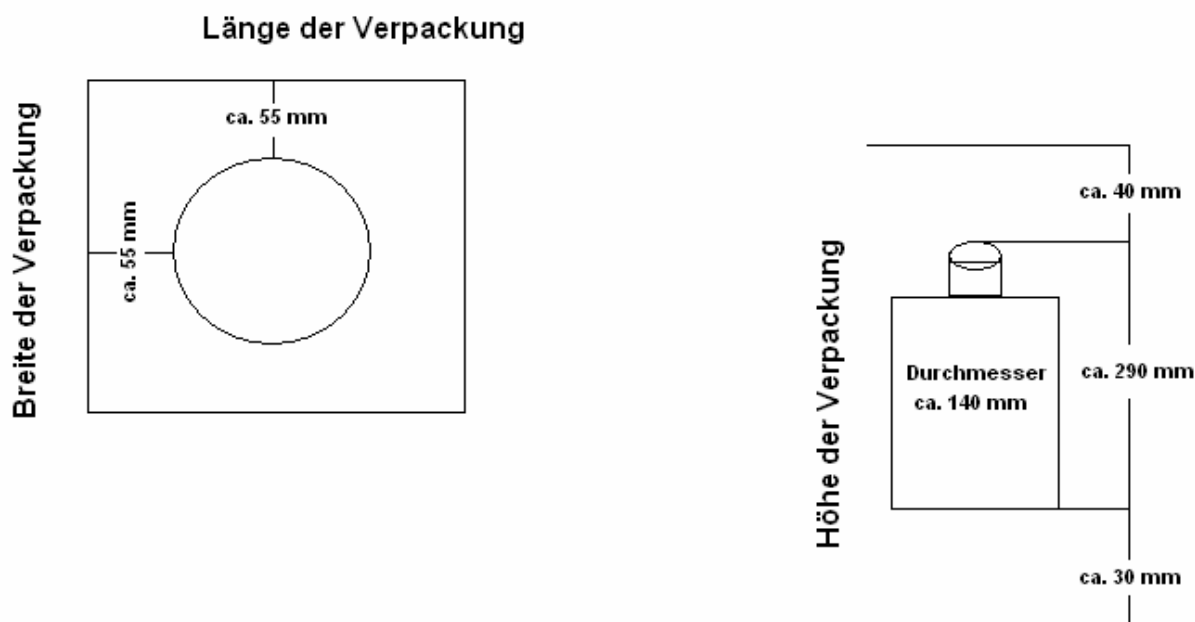 Länge der Verpackung
Breite der Verpackung
ca. 55 mm
ca. 55 mm
Höhe der Verpackung
ca. 40 mm
Durchmesser
ca. 140 mm
ca. 290 mm
ca. 30 mm